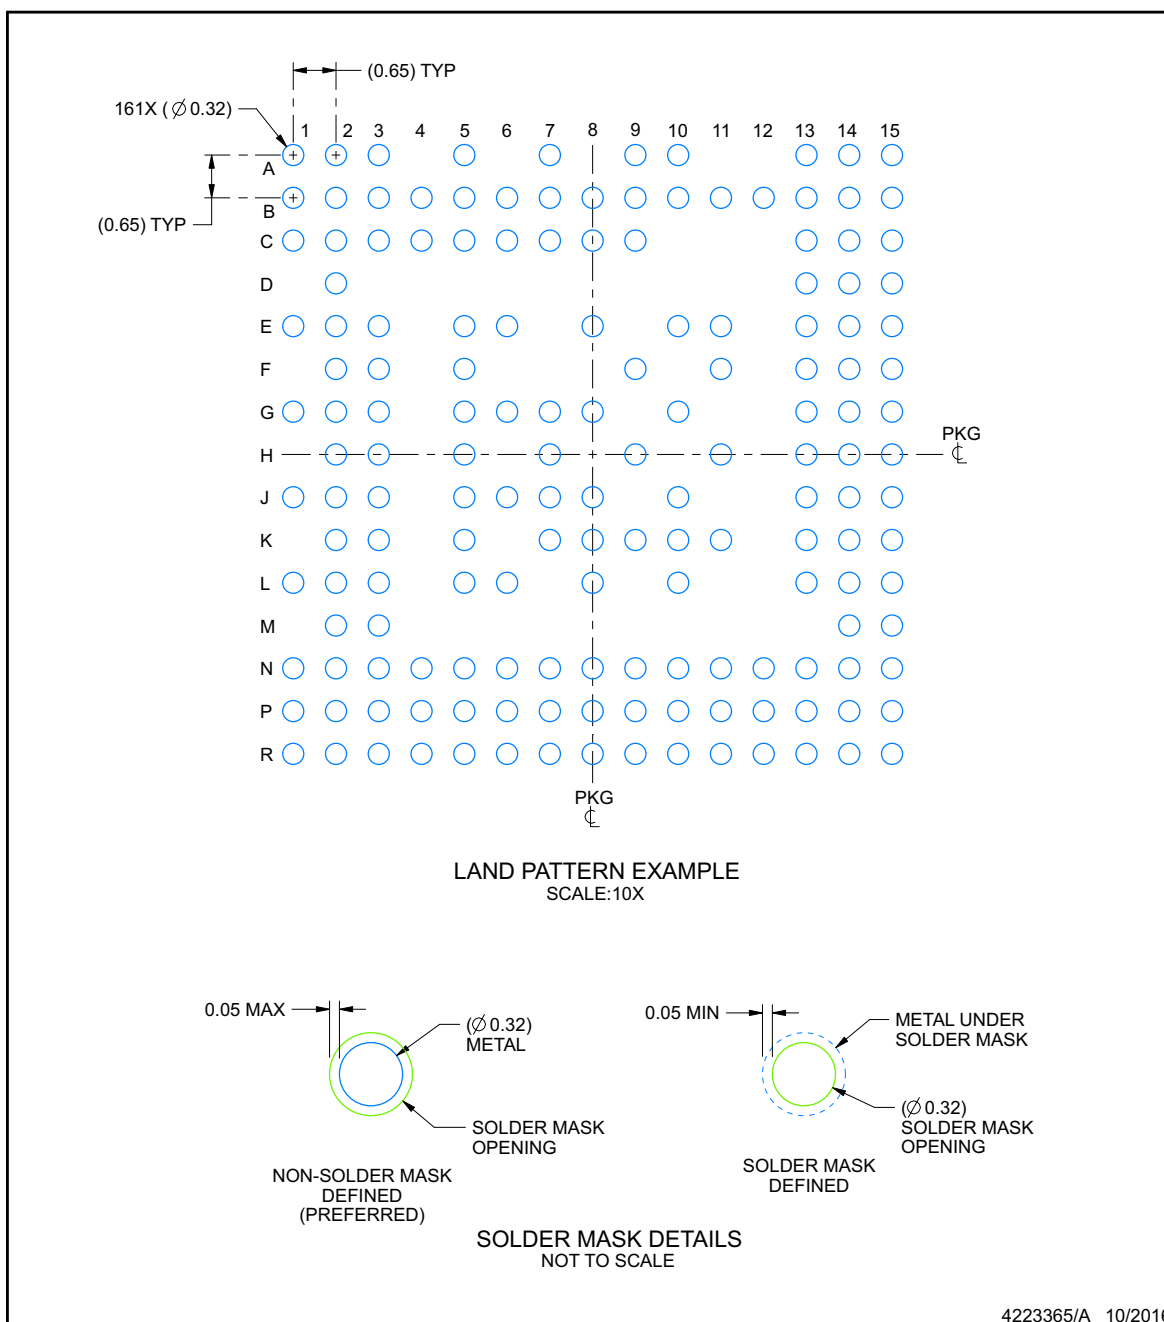 (0.65) TYP
161X ( ∅ 0.32)
1 2 3 4 5 6 7 8 9 10 11 12 13 14 15
A
B
(0.65) TYP
C
D
E
F
G
PKG
H
J
K
L
M
N
P
R
PKG
LAND PATTERN EXAMPLE
SCALE:10X
0.05 MAX
(∅ 0.32)
METAL
SOLDER MASK
OPENING
NON-SOLDER MASK
DEFINED
(PREFERRED)
0.05 MIN
METAL UNDER
SOLDER MASK
(∅ 0.32)
SOLDER MASK
OPENING
SOLDER MASK
DEFINED
SOLDER MASK DETAILS
NOT TO SCALE
4223365/A 10/2016